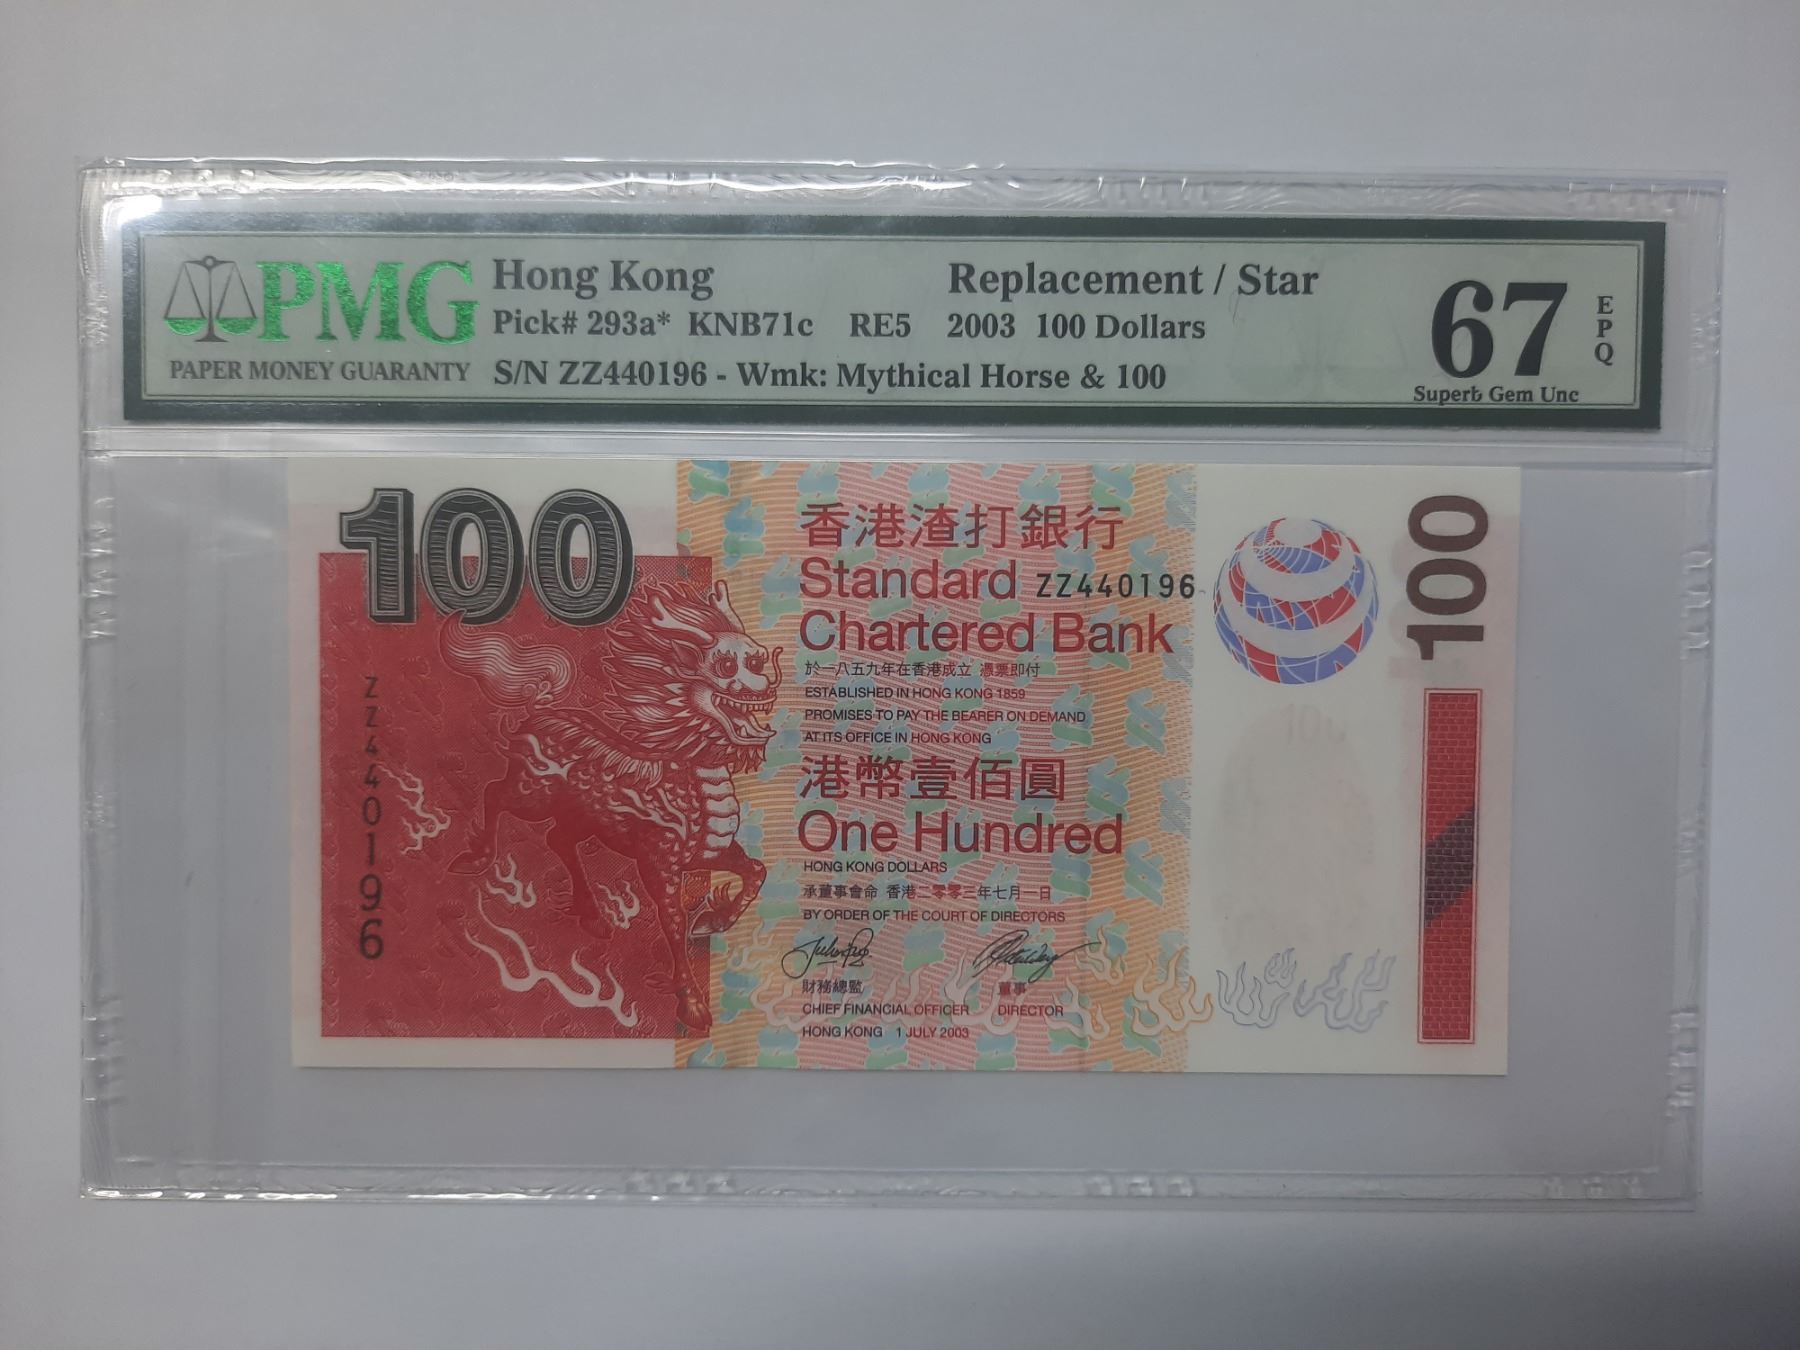 PMG
PAPER MONEY GUARANTY
Hong Kong Replacement / Star
Pick# 293a* KNB71c RE5 2003 100 Dollars
S/N ZZ440196 - Wmk: Mythical Horse & 100
67
EPQ
Superb Gem Unc
100
ZZ440196
香港渣打銀行
Standard ZZ440196
Chartered Bank
於一八五九年在香港成立 憑票即付
ESTABLISHED IN HONG KONG 1859
PROMISES TO PAY THE BEARER ON DEMAND
AT ITS OFFICE IN HONG KONG
港幣壹佰圓
One Hundred
HONG KONG DOLLARS
承董事會命 香港二零零三年七月一日
BY ORDER OF THE COURT OF DIRECTORS
財務總監 董事
CHIEF FINANCIAL OFFICER DIRECTOR
HONG KONG 1 JULY 2003
100